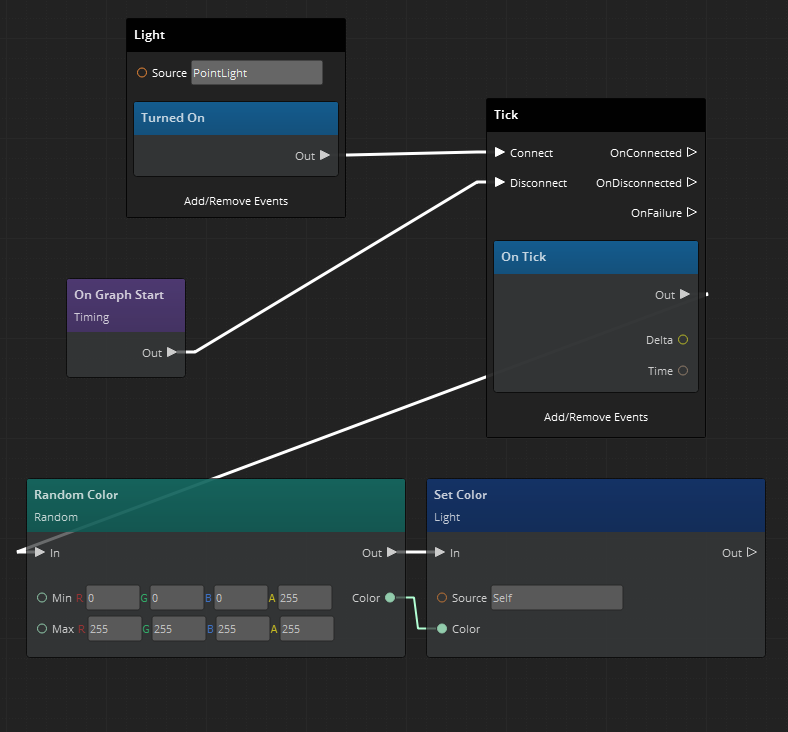 Light
Source PointLight
Turned On
Out
Add/Remove Events
Tick
Connect OnConnected
Disconnect OnDisconnected
OnFailure
On Tick
Out
Delta
Time
Add/Remove Events
On Graph Start
Timing
Out
Random Color
Random
In Out
Min R 0 G 0 B 0 A 255 Color
Max R 255 G 255 B 255 A 255
Set Color
Light
In Out
Source Self
Color